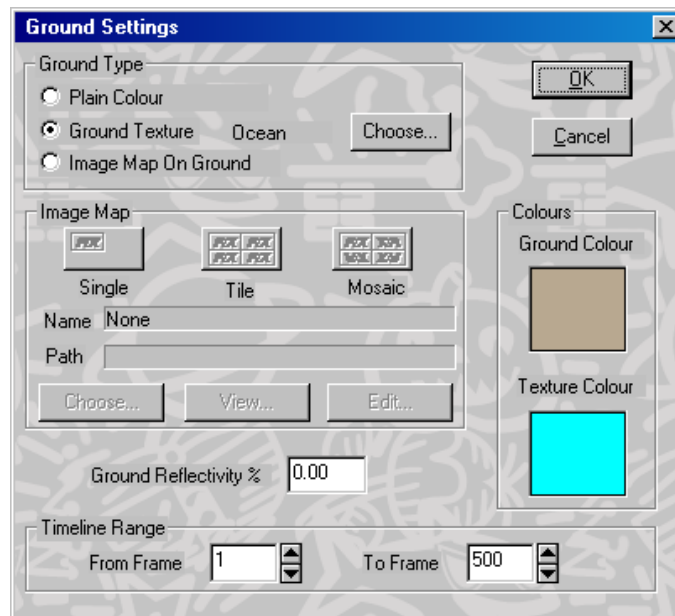 Ground Settings
Ground Type
Plain Colour
Ground Texture Ocean Choose...
Image Map On Ground
OK
Cancel
Image Map
Single
Tile
Mosaic
Name None
Path
Choose... View... Edit...
Colours
Ground Colour
Texture Colour
Ground Reflectivity % 0.00
Timeline Range
From Frame 1 To Frame 500